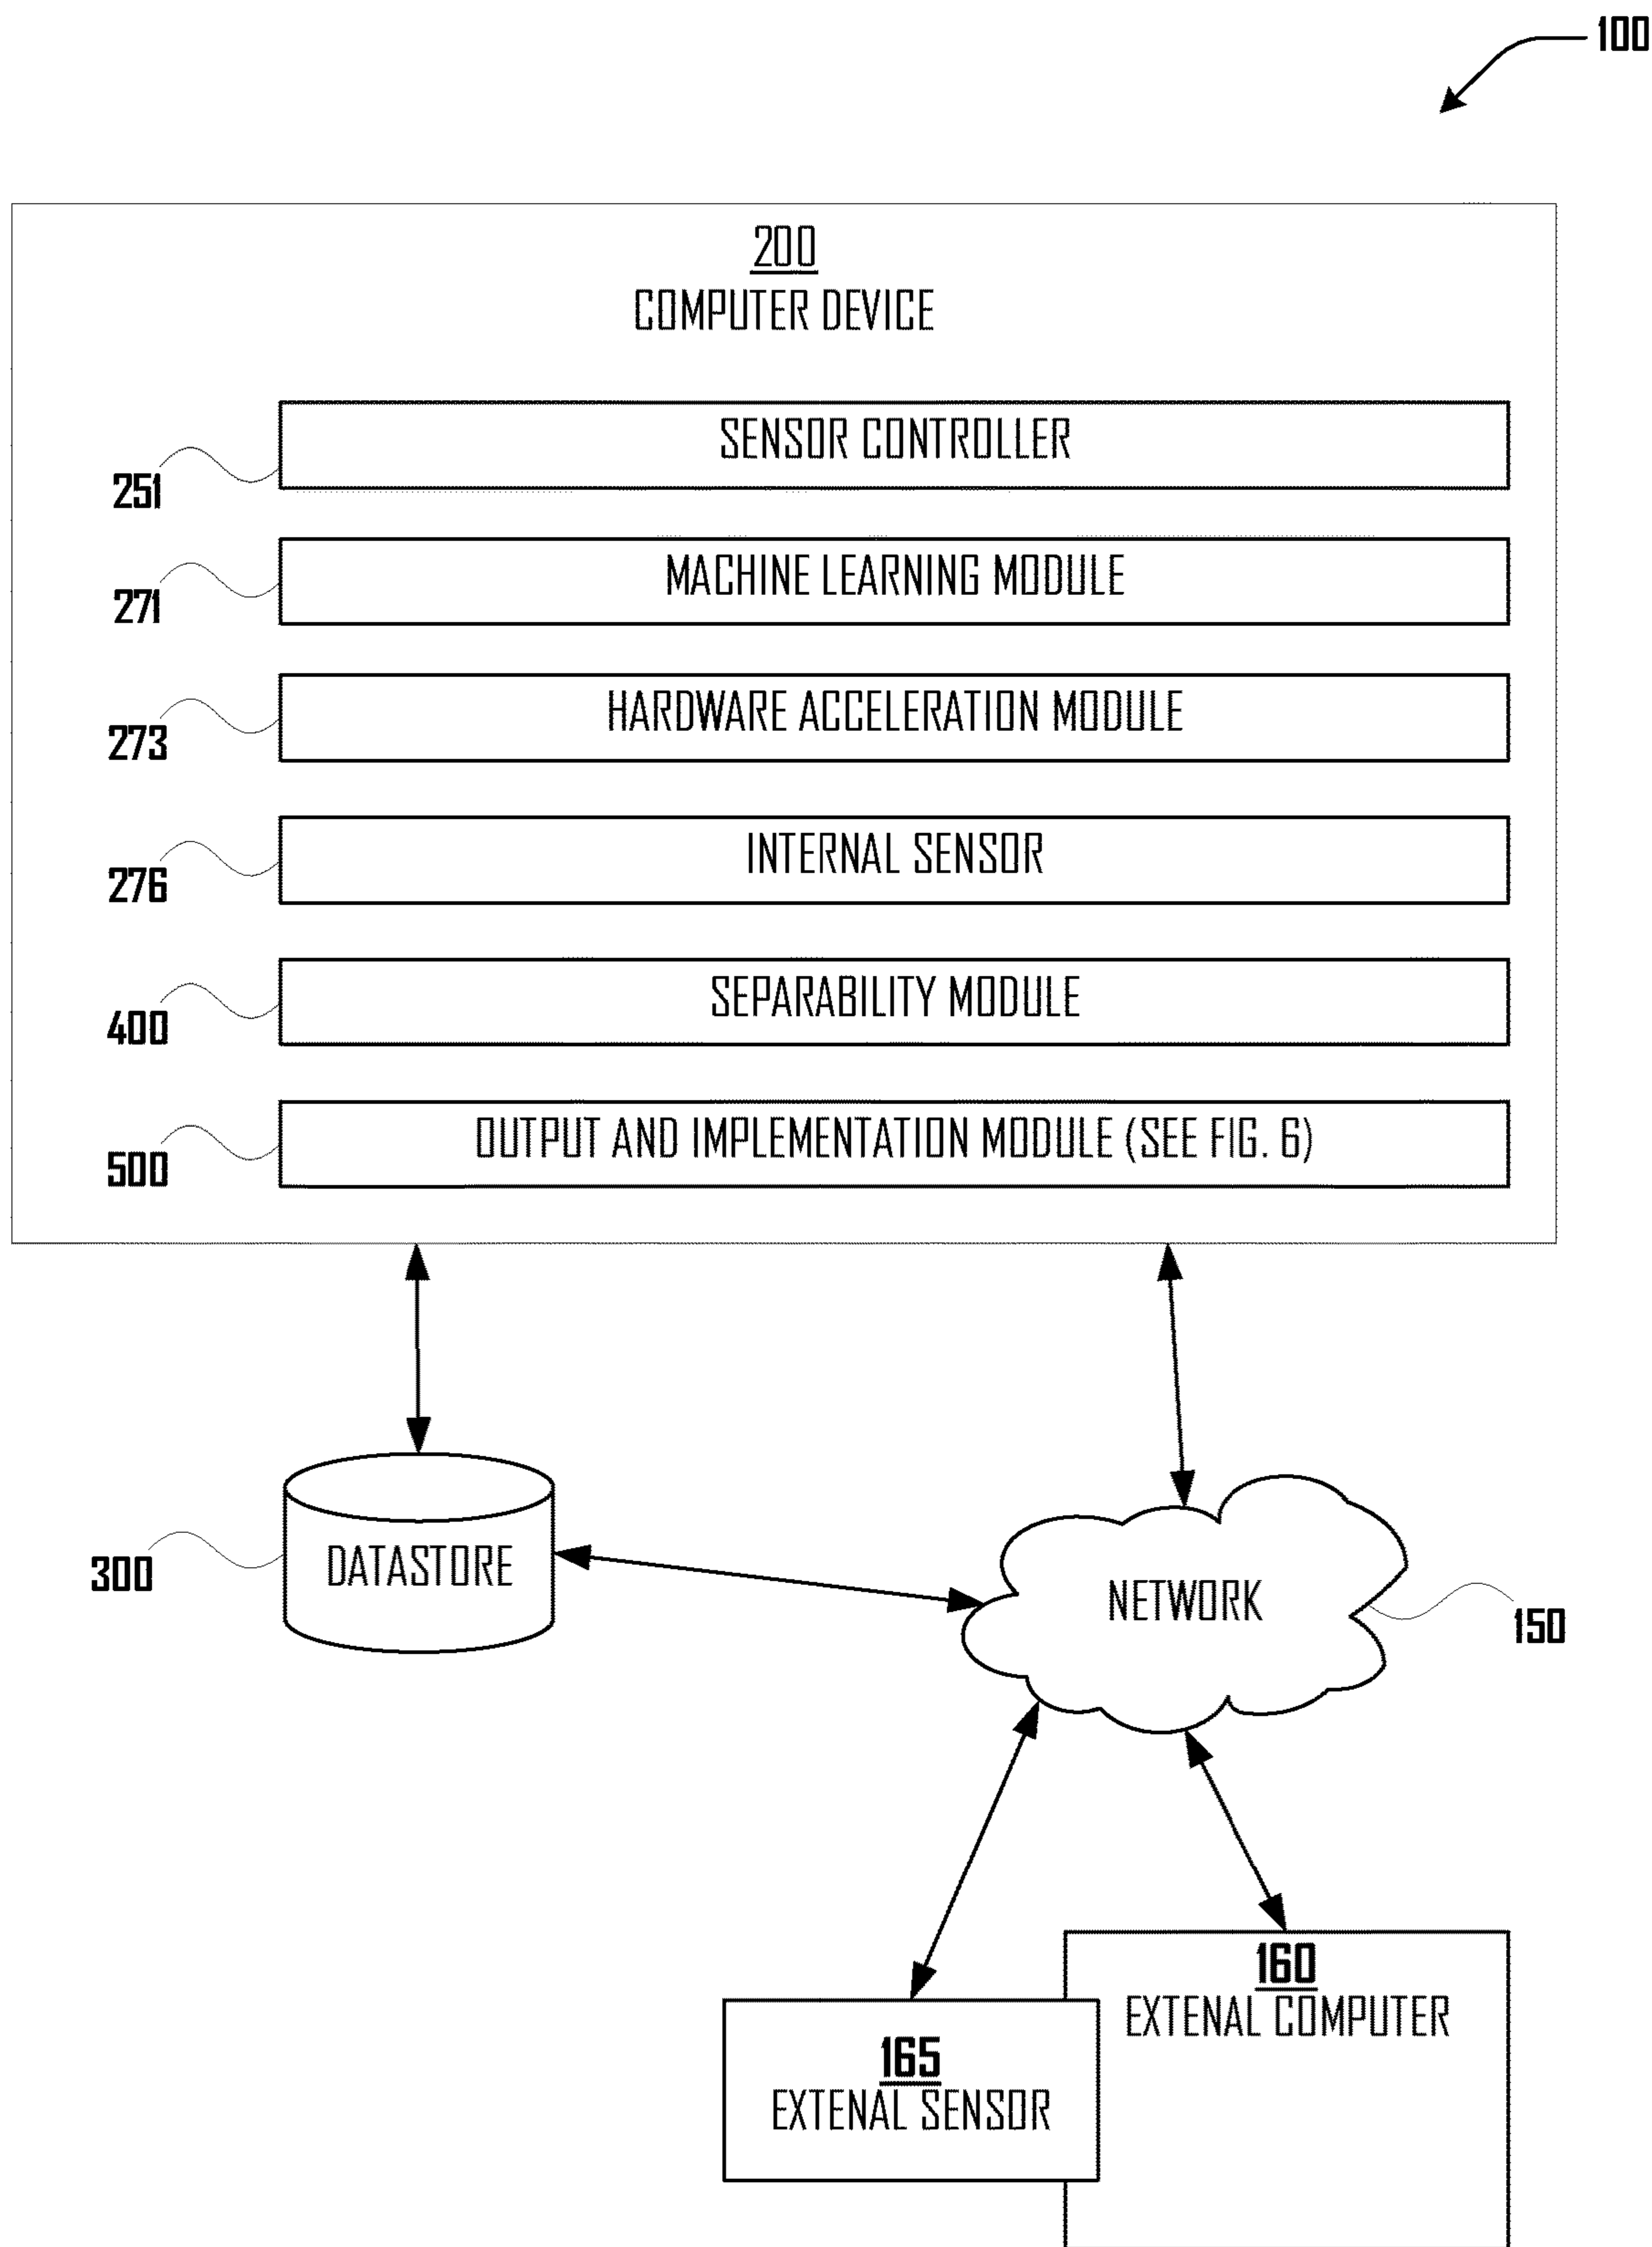 100
200
COMPUTER DEVICE
SENSOR CONTROLLER
251
MACHINE LEARNING MODULE
271
HARDWARE ACCELERATION MODULE
273
INTERNAL SENSOR
276
SEPARABILITY MODULE
400
OUTPUT AND IMPLEMENTATION MODULE (SEE FIG. 6)
500
300
DATASTORE
NETWORK
150
160
EXTENAL COMPUTER
165
EXTENAL SENSOR